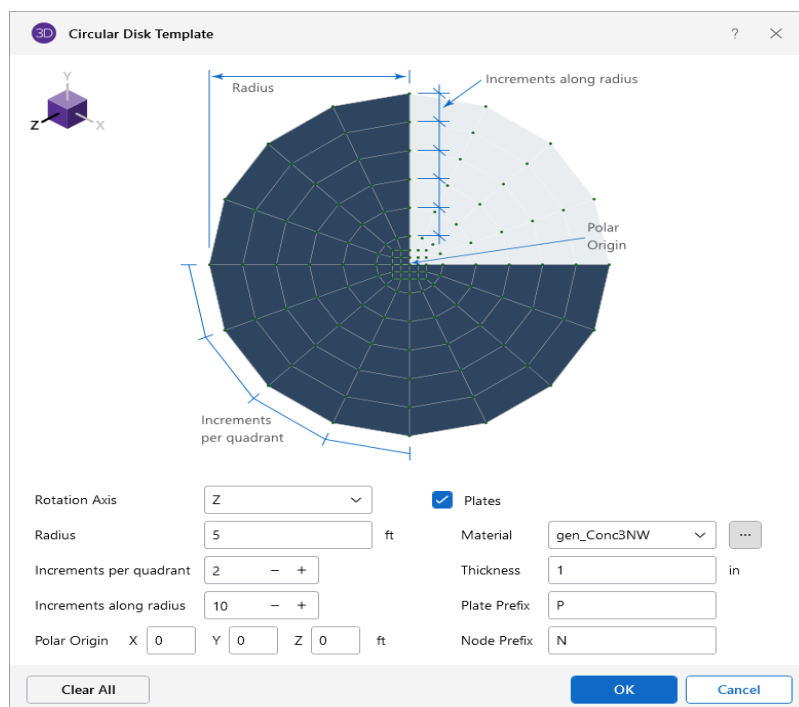 3D Circular Disk Template ?
Y
Z X
Radius
Increments along radius
Polar
Origin
Increments
per quadrant
Rotation Axis Z Plates
Radius 5 ft Material gen_Conc3NW ...
Increments per quadrant 2 − + Thickness 1 in
Increments along radius 10 − + Plate Prefix P
Polar Origin X 0 Y 0 Z 0 ft Node Prefix N
Clear All OK Cancel